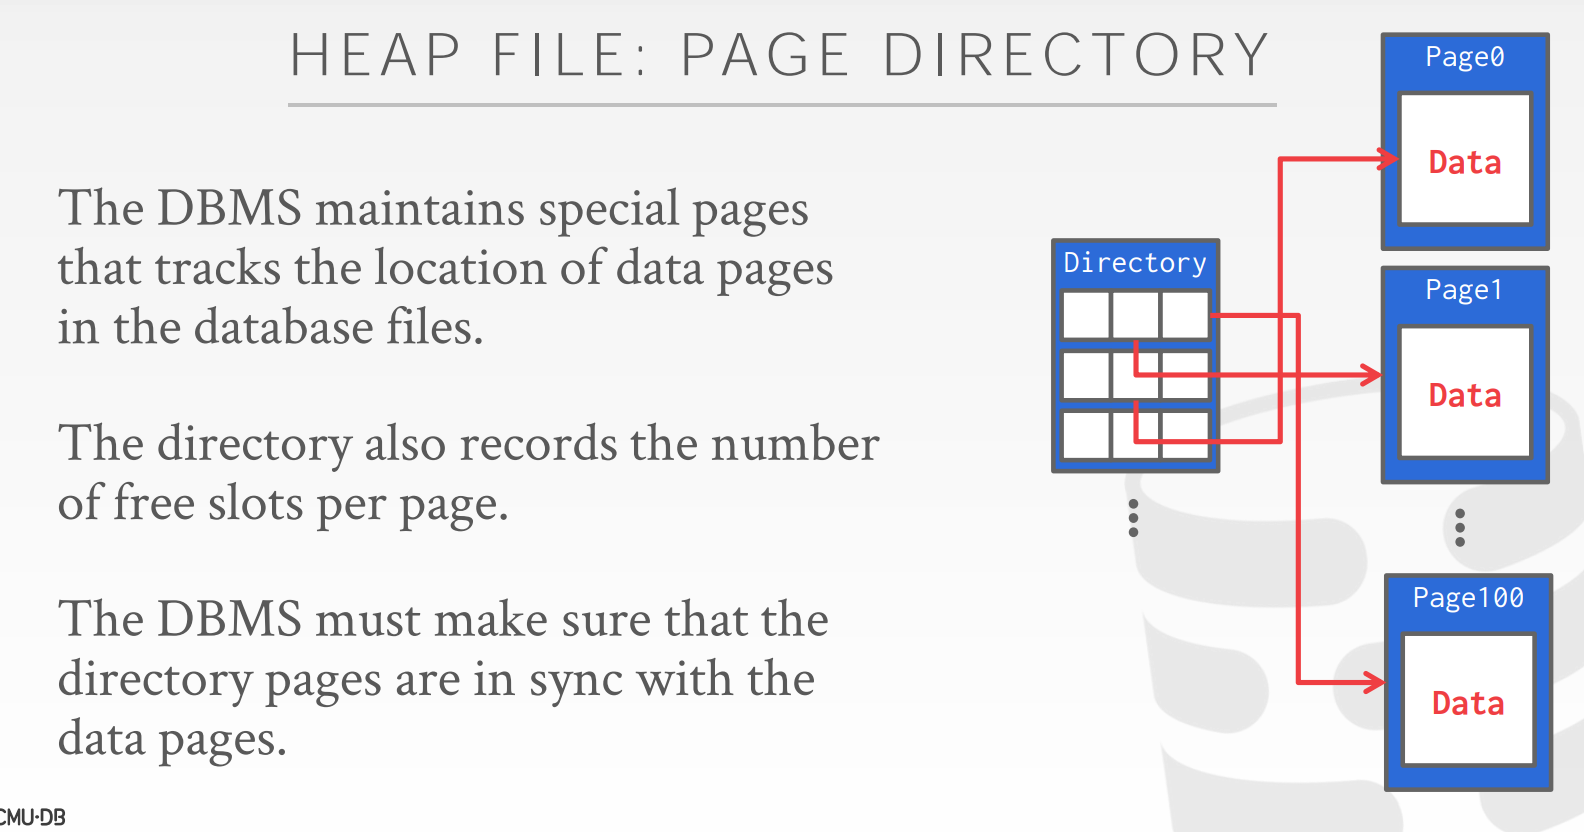 HEAP FILE: PAGE DIRECTORY
The DBMS maintains special pages
that tracks the location of data pages
in the database files.
The directory also records the number
of free slots per page.
The DBMS must make sure that the
directory pages are in sync with the
data pages.
Directory
Page0
Data
Page1
Data
Page100
Data
CMU·DB